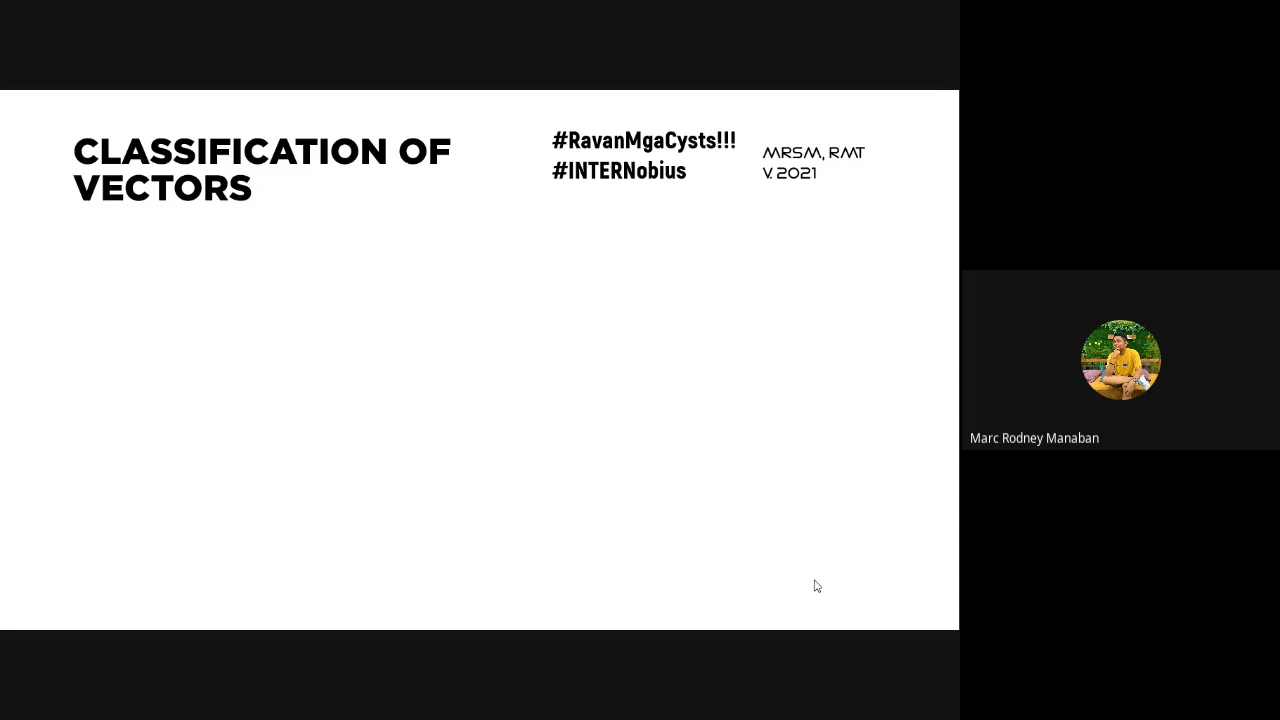 CLASSIFICATION OF
VECTORS
#RavanMgaCysts!!!
#INTERNobius
MRSM, RMT
V. 2021
Marc Rodney Manaban